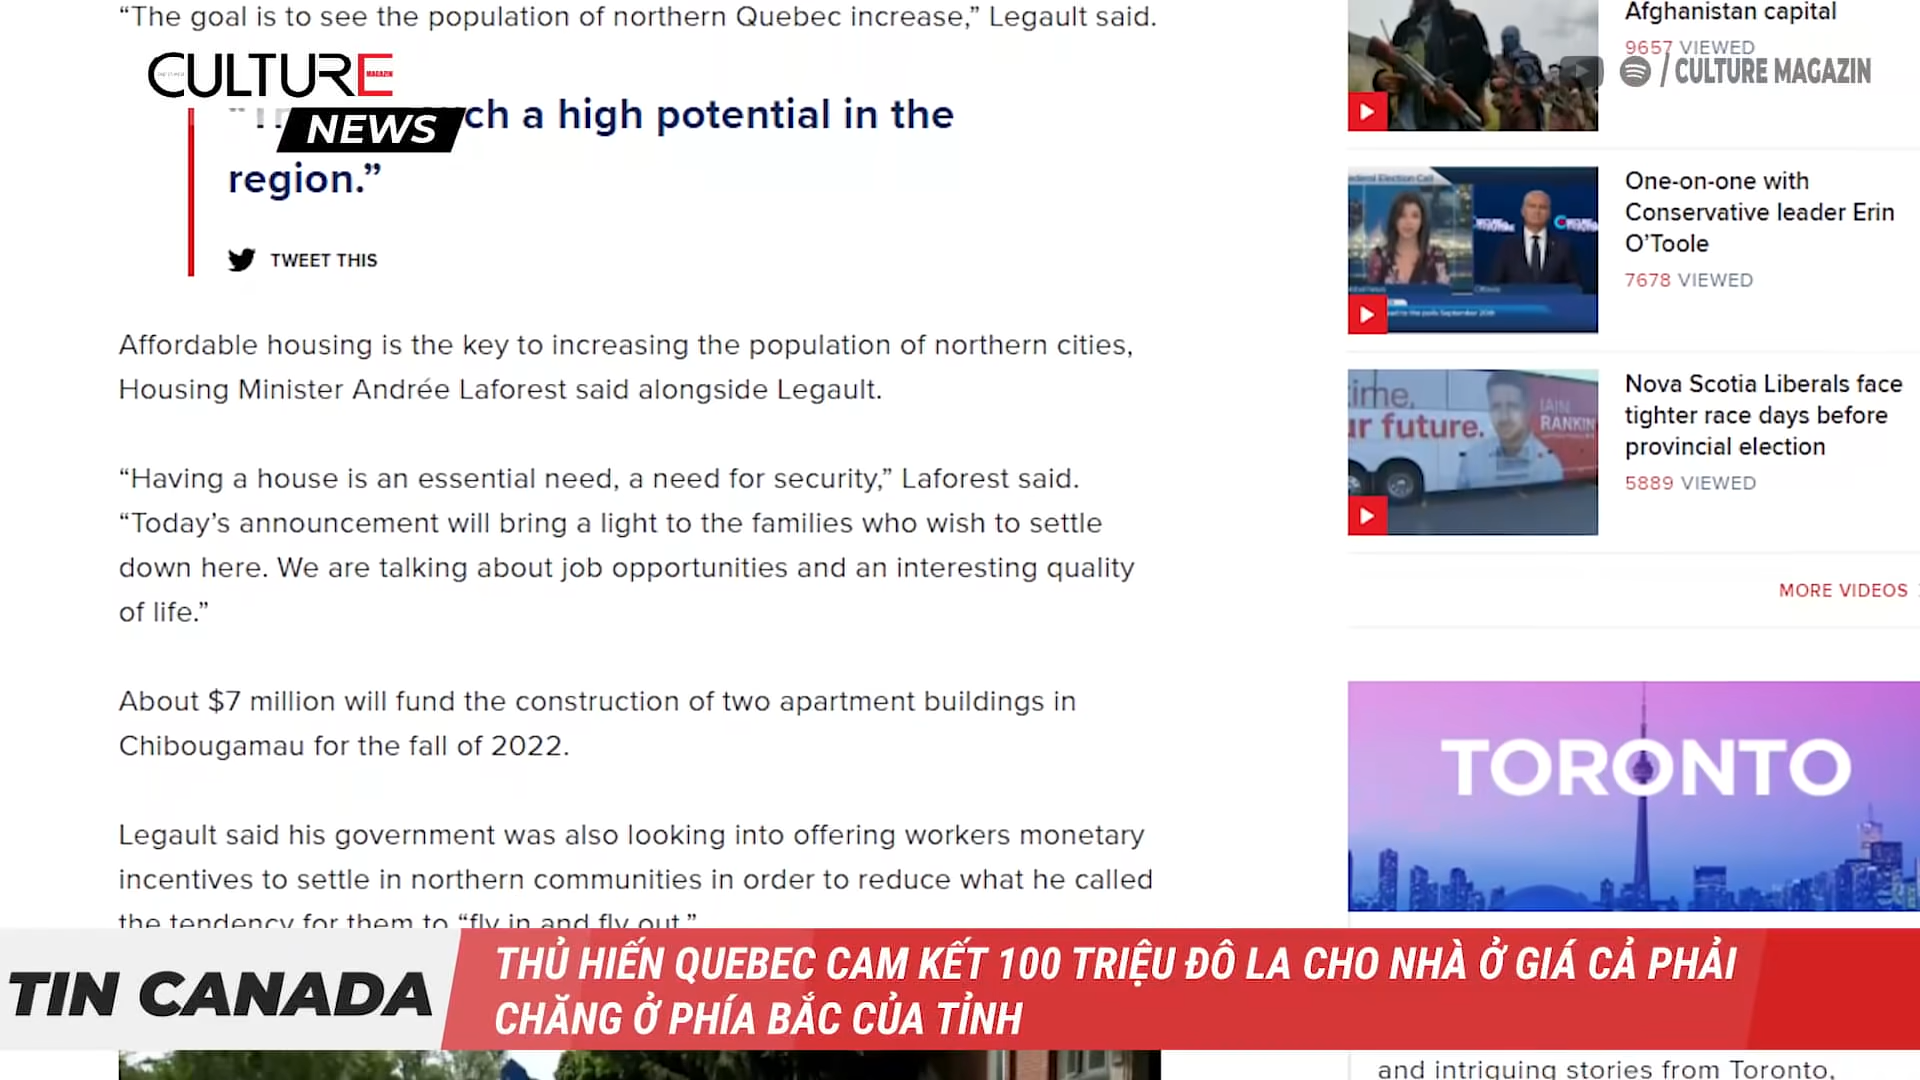 “The goal is to see the population of northern Quebec increase,” Legault said.
CULTURE
MAGAZIN
NEWS
ch a high potential in the
region.”
TWEET THIS
Affordable housing is the key to increasing the population of northern cities,
Housing Minister Andrée Laforest said alongside Legault.
“Having a house is an essential need, a need for security,” Laforest said.
“Today’s announcement will bring a light to the families who wish to settle
down here. We are talking about job opportunities and an interesting quality
of life.”
About $7 million will fund the construction of two apartment buildings in
Chibougamau for the fall of 2022.
Legault said his government was also looking into offering workers monetary
incentives to settle in northern communities in order to reduce what he called
the tendency for them to “fly in and fly out.”
Afghanistan capital
9657 VIEWED
/ CULTURE MAGAZIN
Federal Election Call
One-on-one with
Conservative leader Erin
O’Toole
7678 VIEWED
time.
ur future.
IAIN
RANKIN
Nova Scotia Liberals face
tighter race days before
provincial election
5889 VIEWED
MORE VIDEOS
TORONTO
and intriguing stories from Toronto,
TIN CANADA
THỦ HIẾN QUEBEC CAM KẾT 100 TRIỆU ĐÔ LA CHO NHÀ Ở GIÁ CẢ PHẢI
CHĂNG Ở PHÍA BẮC CỦA TỈNH